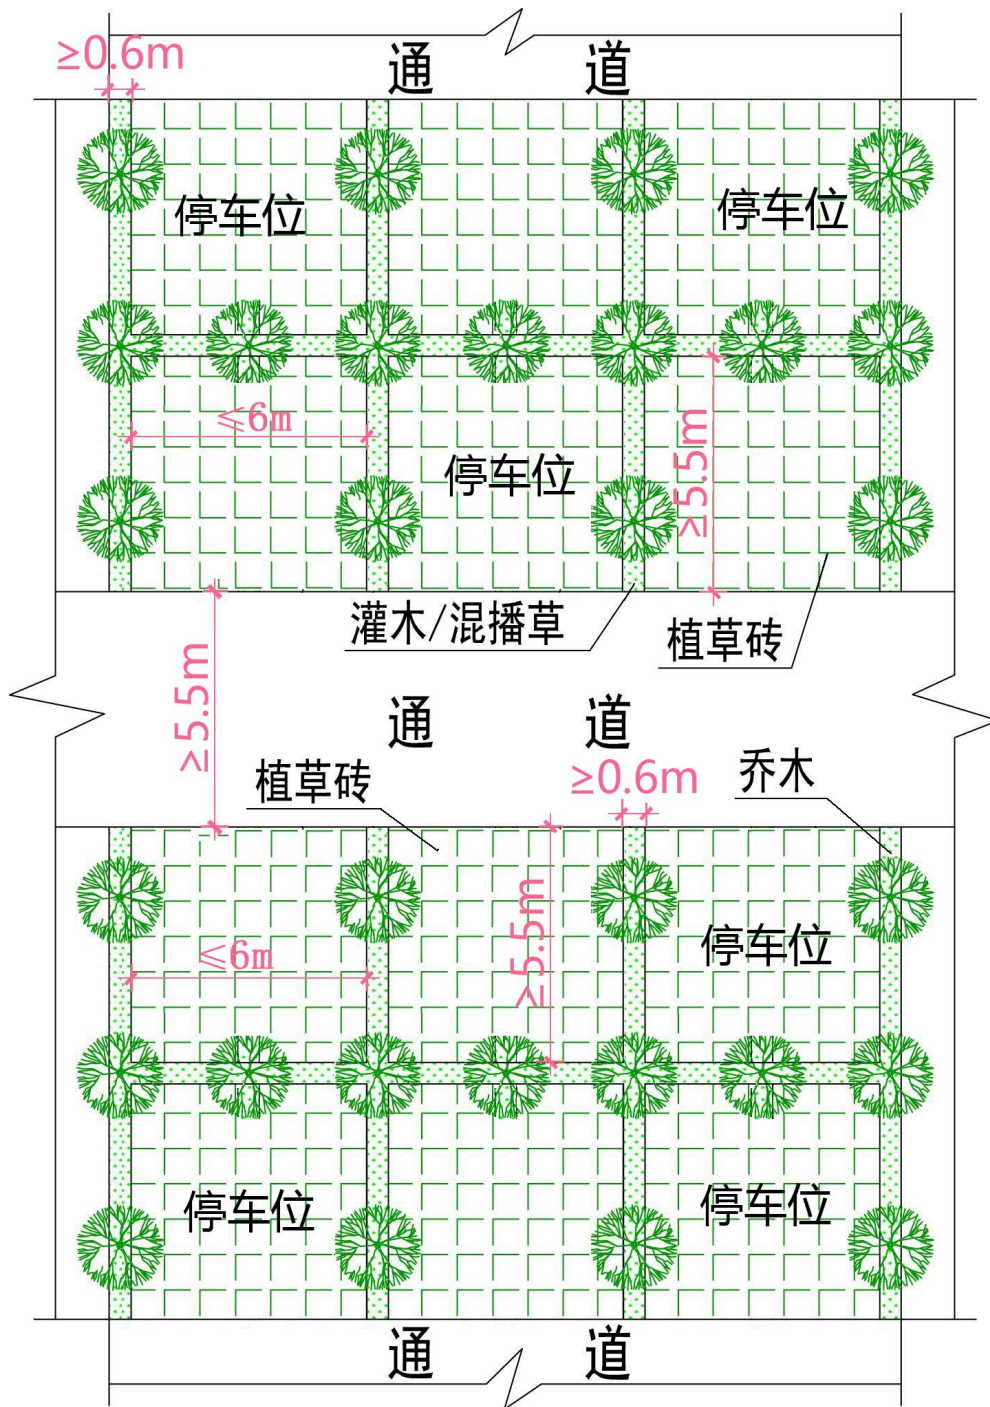 通 道
≥0.6m
停车位
停车位
≤6m
停车位
≥5.5m
灌木/混播草
植草砖
≥5.5m
通 道
植草砖
≥0.6m
乔木
≥5.5m
停车位
≤6m
停车位
停车位
通 道